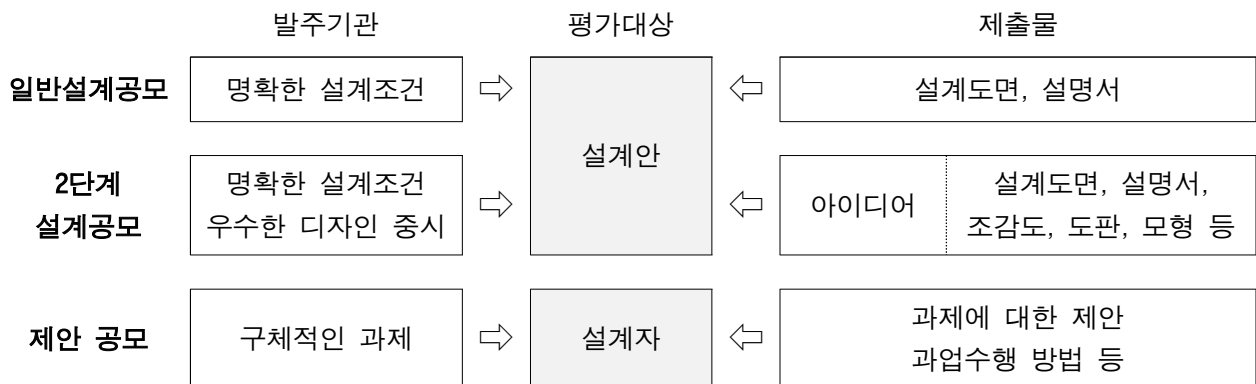 발주기관 평가대상 제출물
일반설계공모 명확한 설계조건 ⇨ 설계안 ⇦ 설계도면, 설명서
2단계
설계공모
명확한 설계조건
우수한 디자인 중시
⇨ ⇦
아이디어
설계도면, 설명서,
조감도, 도판, 모형 등
제안 공모 구체적인 과제 ⇨ 설계자 ⇦
과제에 대한 제안
과업수행 방법 등